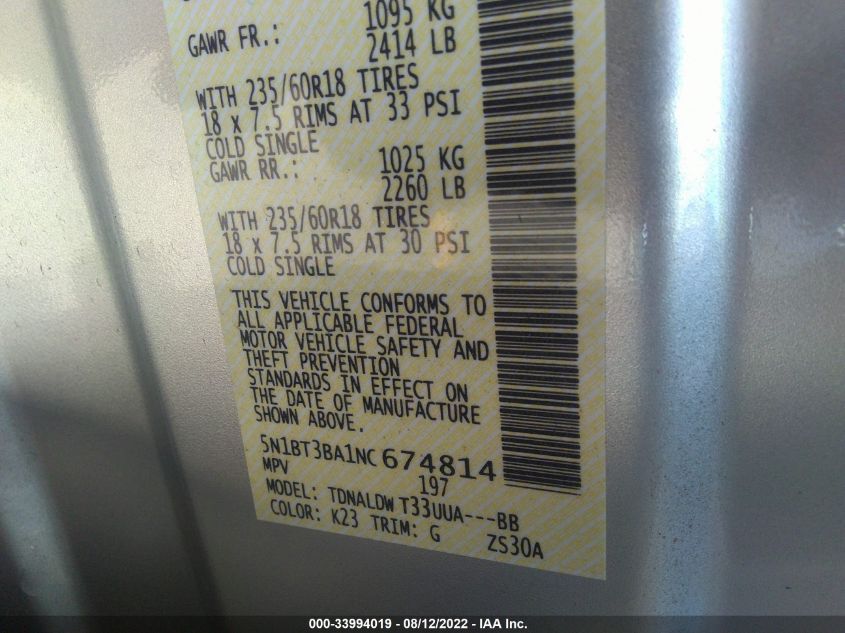 1095 KG
GAWR FR.:
2414 LB
WITH 235/60R18 TIRES
18 x 7.5 RIMS AT 33 PSI
COLD SINGLE
GAWR RR.: 1025 KG
2260 LB
WITH 235/60R18 TIRES
18 x 7.5 RIMS AT 30 PSI
COLD SINGLE
THIS VEHICLE CONFORMS TO
ALL APPLICABLE FEDERAL
MOTOR VEHICLE SAFETY AND
THEFT PREVENTION
STANDARDS IN EFFECT ON
THE DATE OF MANUFACTURE
SHOWN ABOVE.
5N1BT3BA1NC674814
MPV 197
MODEL: TDNALDW T33UUA---BB
COLOR: K23 TRIM: G ZS30A
000-33994019 - 08/12/2022 - IAA Inc.